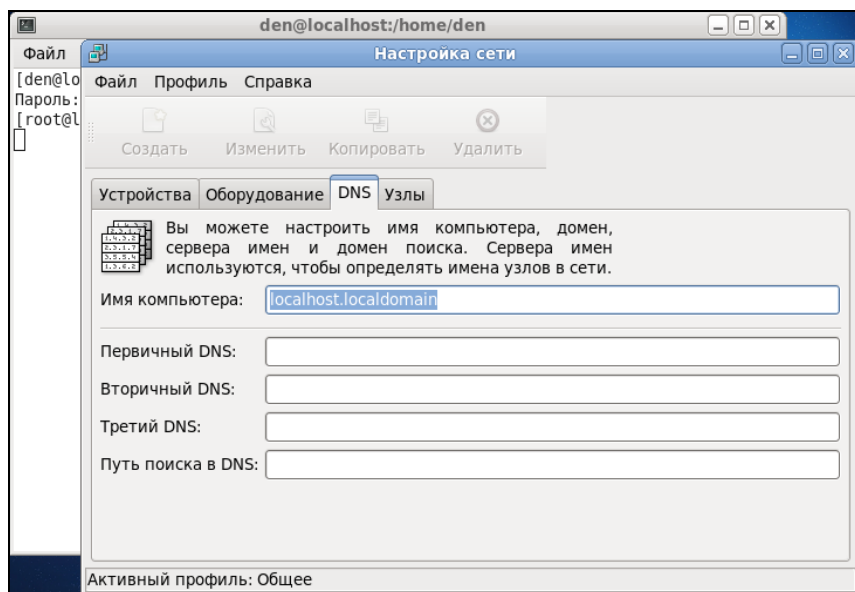 den@localhost:/home/den
Файл
Настройка сети
[den@lo
Пароль:
[root@l
Файл Профиль Справка
Создать Изменить Копировать Удалить
Устройства Оборудование DNS Узлы
Вы можете настроить имя компьютера, домен,
сервера имен и домен поиска. Сервера имен
используются, чтобы определять имена узлов в сети.
Имя компьютера: localhost.localdomain
Первичный DNS:
Вторичный DNS:
Третий DNS:
Путь поиска в DNS:
Активный профиль: Общее